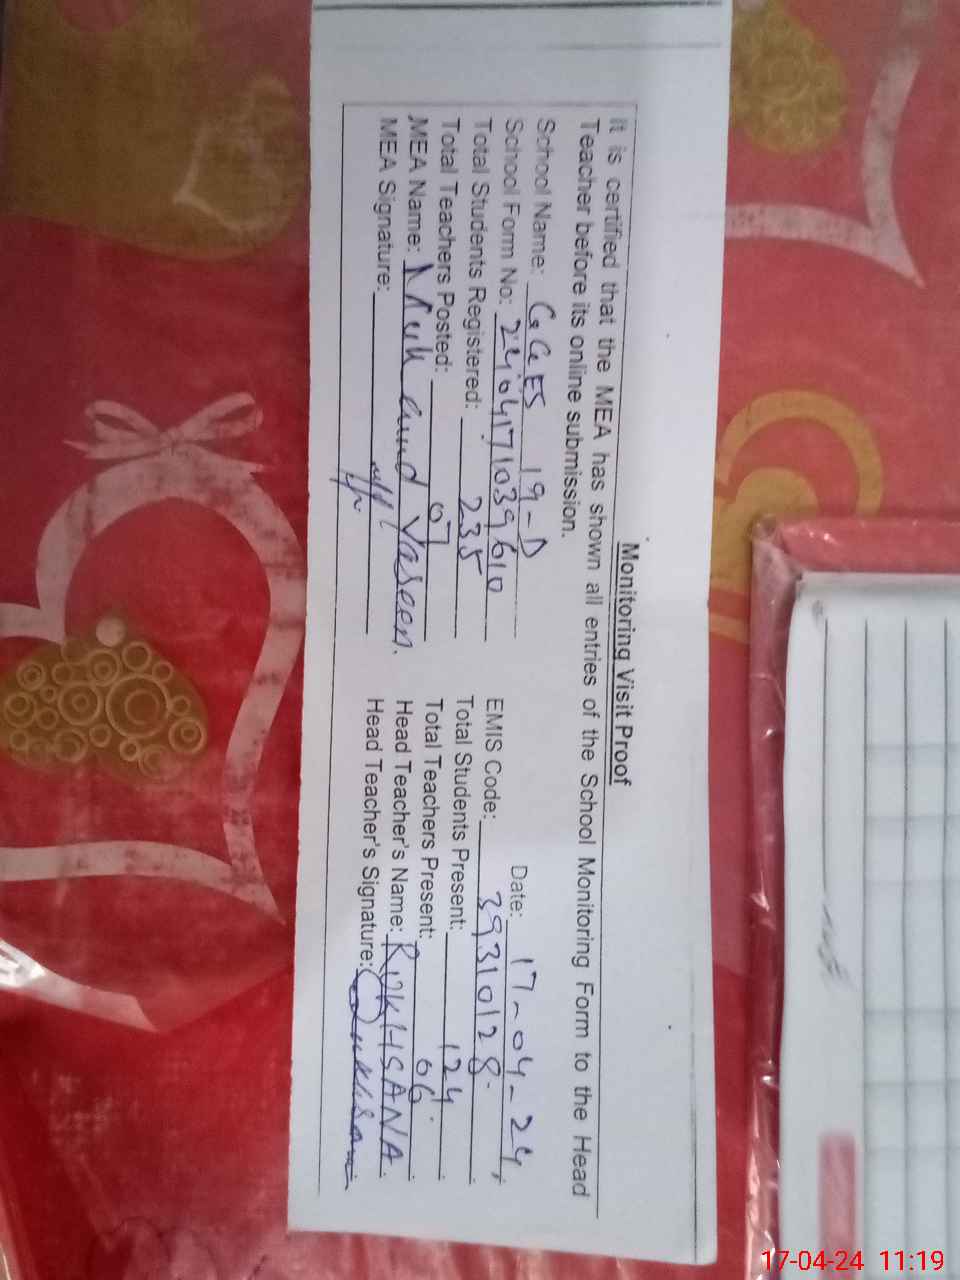 Monitoring Visit Proof
It is certified that the MEA has shown all entries of the School Monitoring Form to the Head
Teacher before its online submission.
Date: 17-04-24
School Name: GGES 19-D
EMIS Code: 39310128
School Form No: 2404171039610
Total Students Present: 124
Total Students Registered: 235
Total Teachers Present: 06
Total Teachers Posted: 07
Head Teacher's Name: RUKHSANA
MEA Name: Yaseen
Head Teacher's Signature:
MEA Signature:
17-04-24 11:19